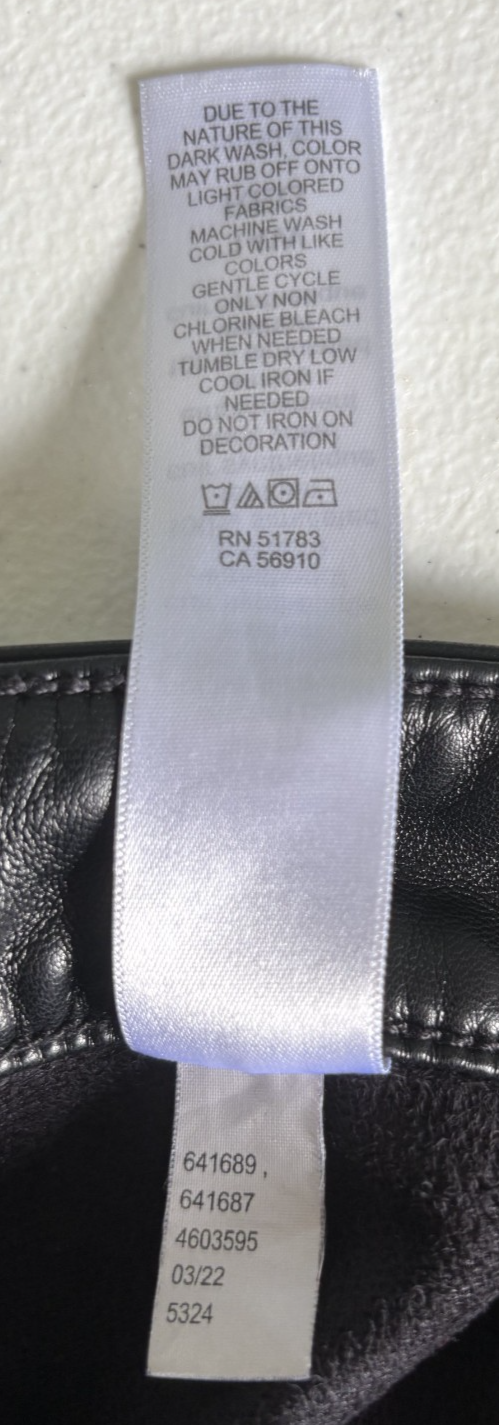 DUE TO THE
NATURE OF THIS
DARK WASH, COLOR
MAY RUB OFF ONTO
LIGHT COLORED
FABRICS
MACHINE WASH
COLD WITH LIKE
COLORS
GENTLE CYCLE
ONLY NON
CHLORINE BLEACH
WHEN NEEDED
TUMBLE DRY LOW
COOL IRON IF
NEEDED
DO NOT IRON ON
DECORATION
RN 51783
CA 56910
641689 ,
641687
4603595
03/22
5324